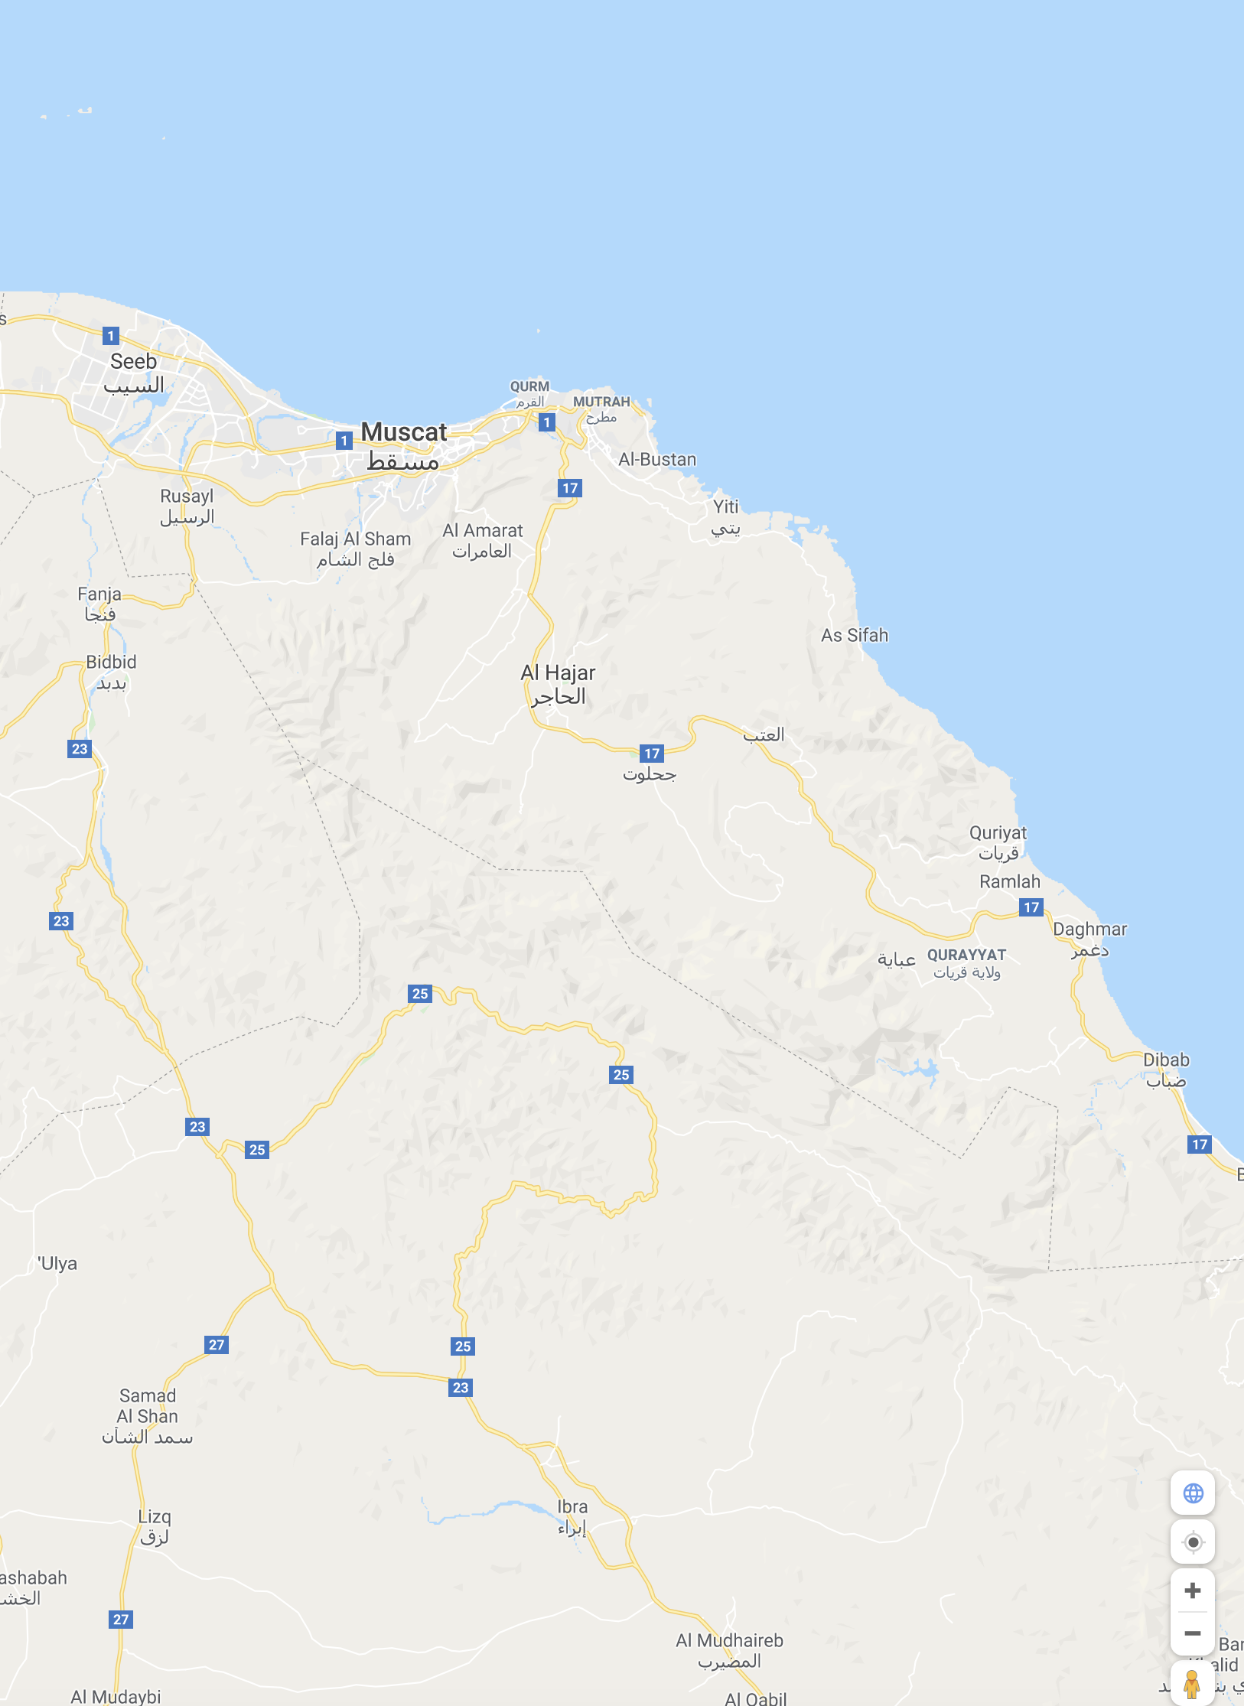 1
Seeb
السيب
QURM
القرم
MUTRAH
مطرح
1
1
Muscat
مسقط
Al-Bustan
17
Rusayl
الرسيل
Yiti
يتي
Falaj Al Sham
فلج الشام
Al Amarat
العامرات
Fanja
فنجا
As Sifah
Bidbid
بدبد
Al Hajar
الحاجر
23
17
العتب
جحلوت
Quriyat
قريات
Ramlah
17
23
Daghmar
دغمر
عباية
QURAYYAT
ولاية قريات
25
25
Dibab
ضباب
23
25
17
'Ulya
27
25
23
Samad
Al Shan
سمد الشأن
Ibra
إبراء
Lizq
لزق
ashabah
الخش
27
Al Mudhaireb
المضيرب
Al Mudaybi
Al Qabil